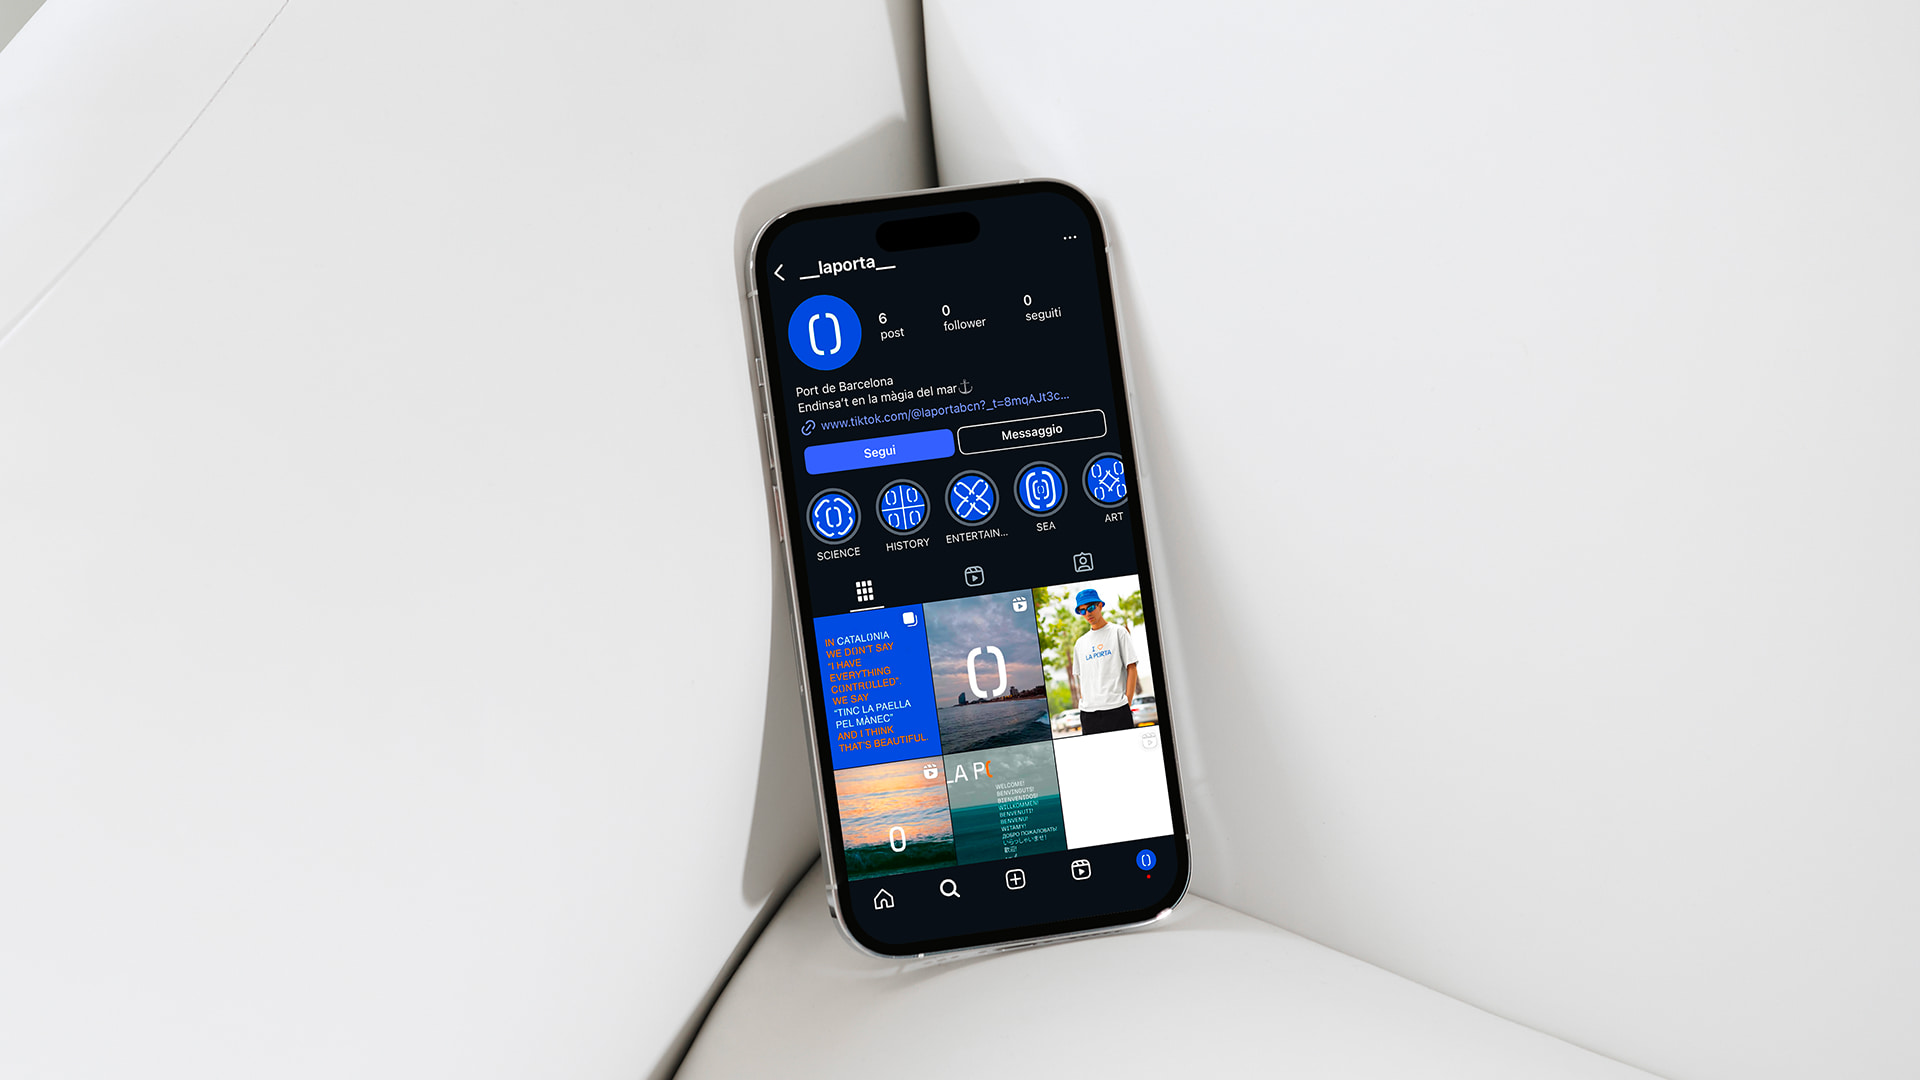 __laporta__
6
post
0
follower
0
seguiti
Port de Barcelona
Endinsa't en la màgia del mar
www.tiktok.com/@laportabcn?_t=8mqAJt3c...
Segui
Messaggio
SCIENCE
HISTORY
ENTERTAIN...
SEA
ART
IN CATALONIA
WE DON'T SAY
"I HAVE
EVERYTHING
CONTROLLED".
WE SAY
"TINC LA PAELLA
PEL MÀNEC"
AND I THINK
THAT'S BEAUTIFUL.
I
LA PORTA
LA P(
WELCOME!
BENVINGUTS!
BIENVENIDOS!
WILLKOMMEN!
BENVENUTI!
BENVENU!
WITAMY!
ДОБРО ПОЖАЛОВАТЬ!
いらっしゃいませ!
歡迎!